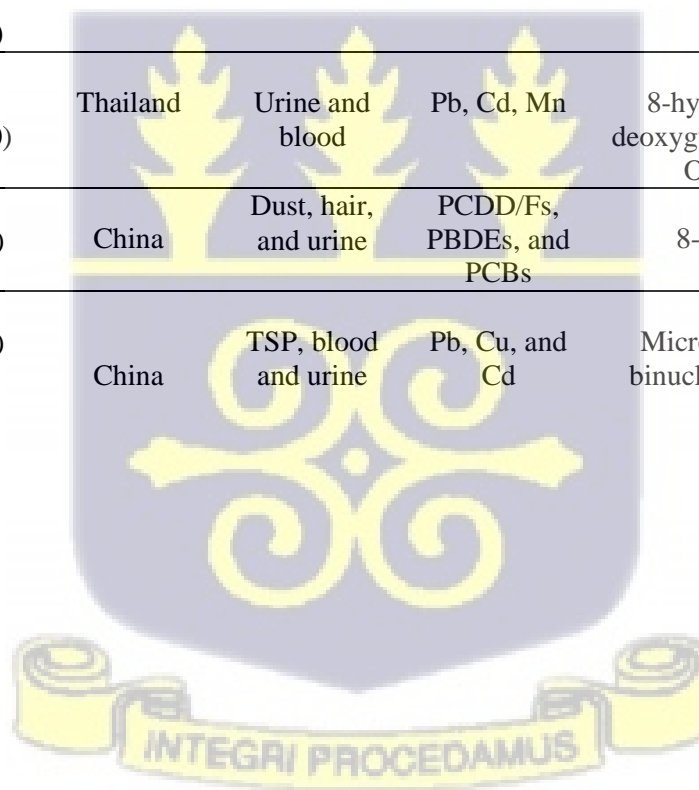 )
Thailand Urine and Pb, Cd, Mn 8-hy
) blood deoxyg
O
Dust, hair, PCDD/Fs,
) China and urine PBDEs, and 8-
PCBs
) TSP, blood Pb, Cu, and Micr
China and urine Cd binucl
INTEGRI PROCEDAMUS